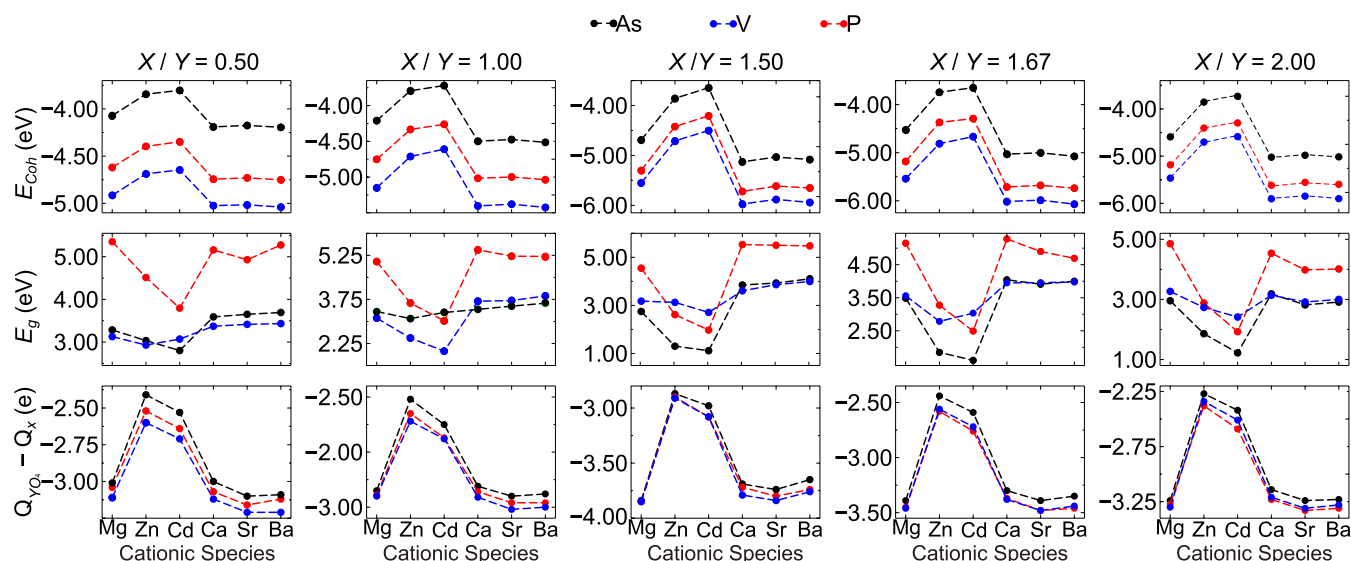 As V P
X / Y = 0.50 X / Y = 1.00 X / Y = 1.50 X / Y = 1.67 X / Y = 2.00
E_Coh (eV)
−4.00 −4.50 −5.00
−4.00 −4.50 −5.00
−4.00 −5.00 −6.00
−4.00 −5.00 −6.00
−4.00 −5.00 −6.00
E_g (eV)
5.00 4.00 3.00
5.25 3.75 2.25
5.00 3.00 1.00
4.50 3.00
5.00 3.00 1.00
Q_YO₄ − Q_x (e)
−2.50 −2.75 −3.00
−2.50 −2.00 −3.00
−3.00 −3.75 −4.00
−2.50 −3.00 −3.50
−2.25 −2.75 −3.25
Mg Zn Cd Ca Sr Ba
Mg Zn Cd Ca Sr Ba
Mg Zn Cd Ca Sr Ba
Mg Zn Cd Ca Sr Ba
Mg Zn Cd Ca Sr Ba
Cationic Species Cationic Species Cationic Species Cationic Species Cationic Species